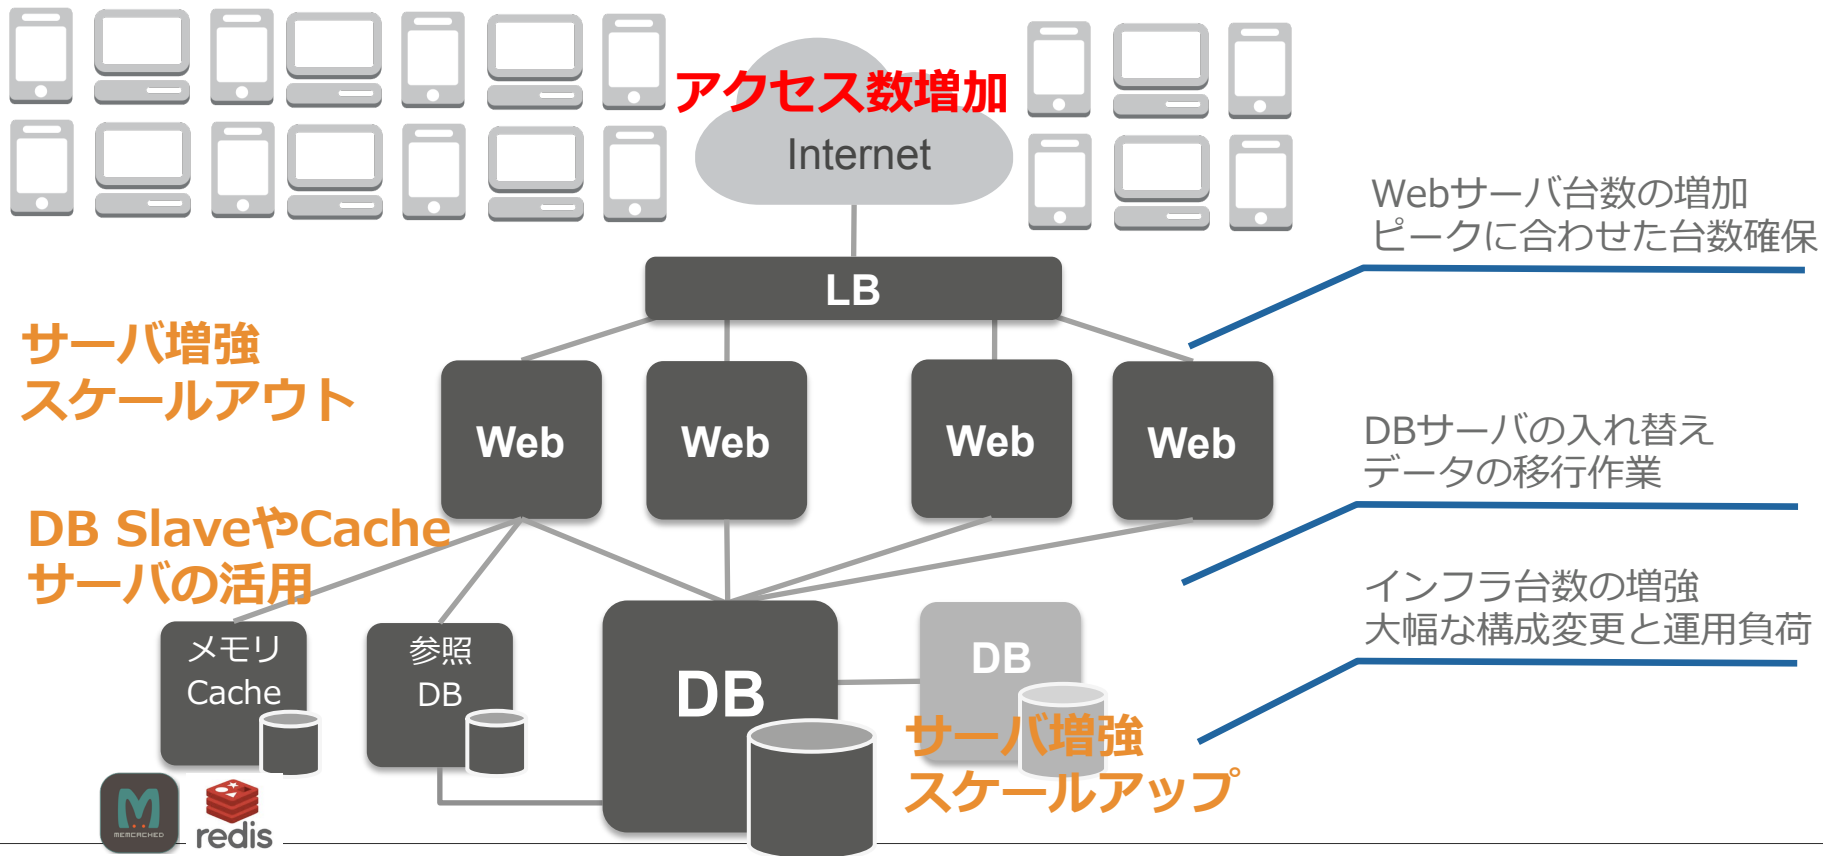 アクセス数増加
Internet
Webサーバ台数の増加
ピークに合わせた台数確保
LB
サーバ増強
スケールアウト
Web
Web
Web
Web
DBサーバの入れ替え
データの移行作業
DB SlaveやCache
サーバの活用
インフラ台数の増強
大幅な構成変更と運用負荷
メモリ
Cache
参照
DB
DB
DB
サーバ増強
スケールアップ
MEMCACHED
redis